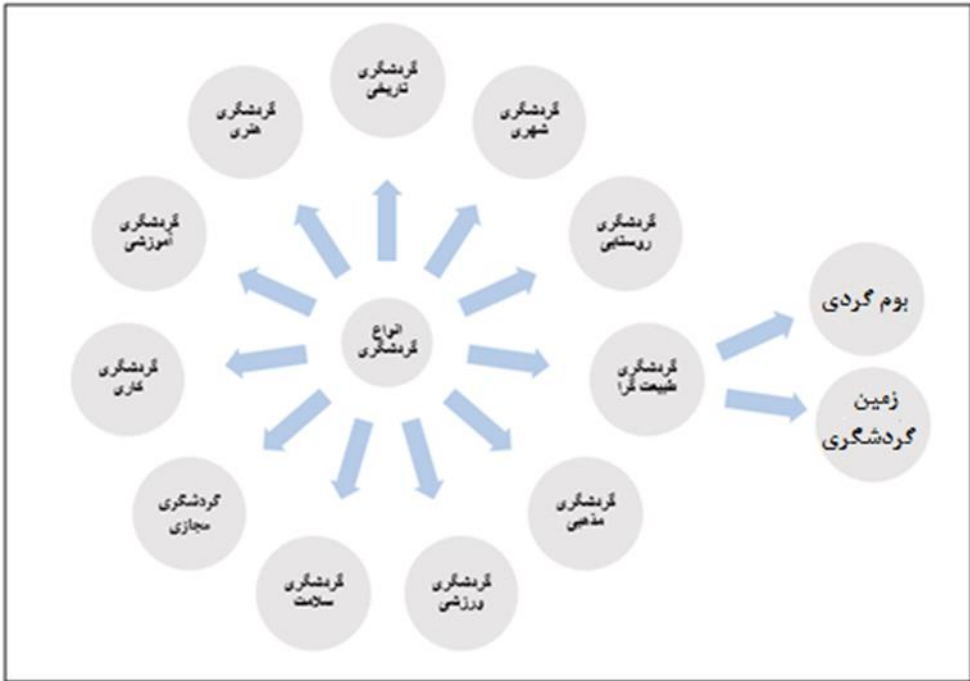 انواع
گردشگری
گردشگری
تاریخی
گردشگری
شهری
گردشگری
روستایی
گردشگری
طبیعت گرا
بوم گردی
زمین
گردشگری
گردشگری
مذهبی
گردشگری
ورزشی
گردشگری
سلامت
گردشگری
مجازی
گردشگری
کاری
گردشگری
آموزشی
گردشگری
هنری